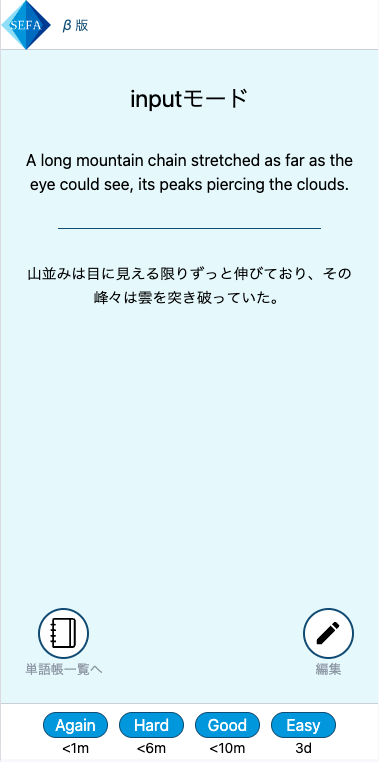 SEFA β 版
inputモード
A long mountain chain stretched as far as the
eye could see, its peaks piercing the clouds.
山並みは目に見える限りずっと伸びており、その
峰々は雲を突き破っていた。
単語帳一覧へ 編集
Again Hard Good Easy
<1m <6m <10m 3d